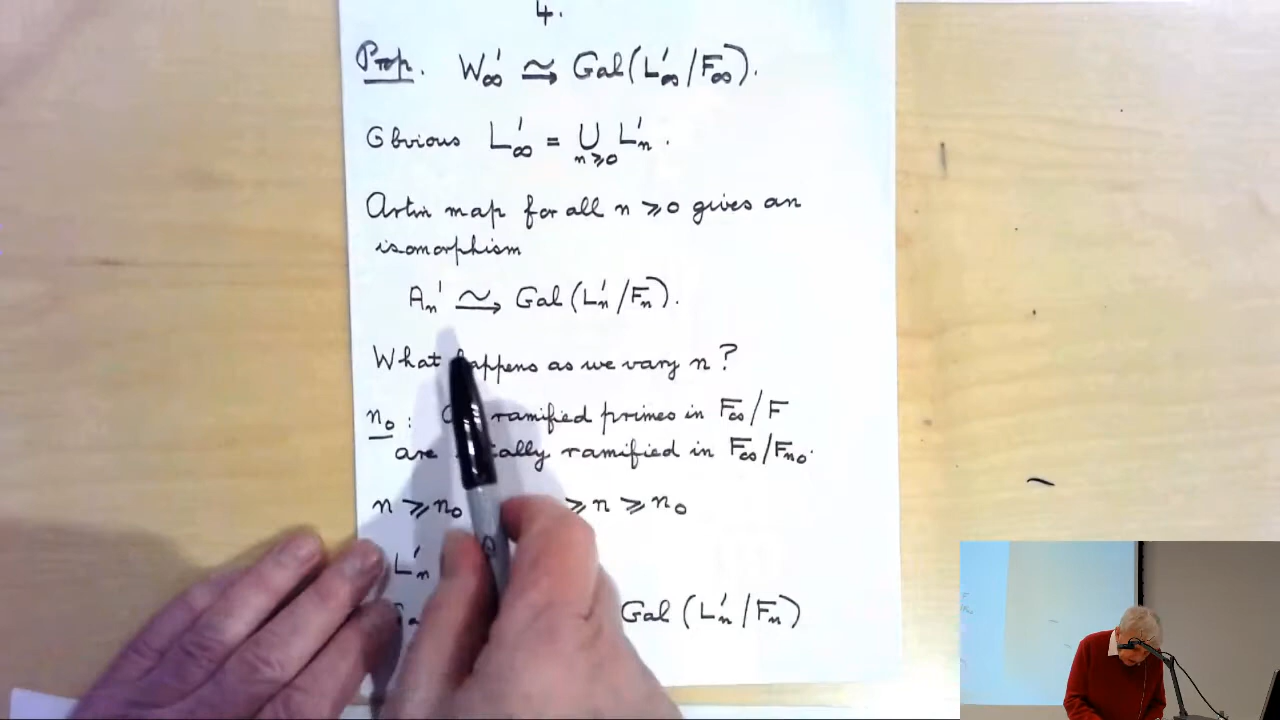 4.
Prop. W'∞ ⥲ Gal(L'∞/F∞).
Obvious L'∞ = ∪ n≥0 L'n.
Artin map for all n ≥ 0 gives an
isomorphism
An' ⥲ Gal(L'n/Fn).
What happens as we vary n?
n0: ramified primes in F∞/F
are ramified in F∞/Fn0.
n ≥ n0 ≥ n ≥ n0
L'n
Gal(L'n/Fn)